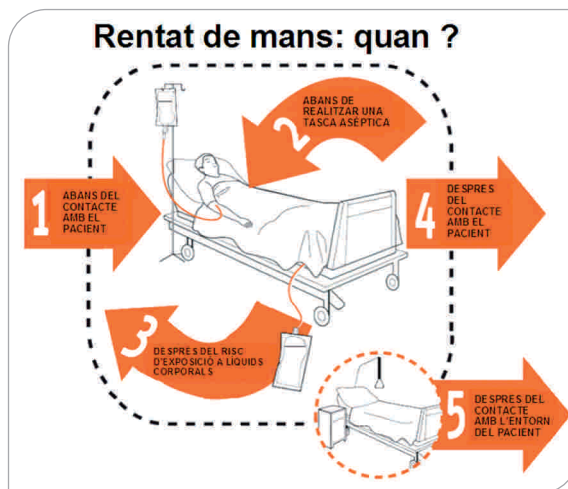 Rentat de mans: quan ?
1
ABANS DEL
CONTACTE
AMB EL
PACIENT
2
ABANS DE
REALITZAR UNA
TASCA ASÈPTICA
3
DESPRES DEL RISC
D'EXPOSICIÓ A LÍQUIDS
CORPORALS
4
DESPRES
DEL
CONTACTE
AMB EL
PACIENT
5
DESPRES DEL
CONTACTE
AMB L'ENTORN
DEL PACIENT